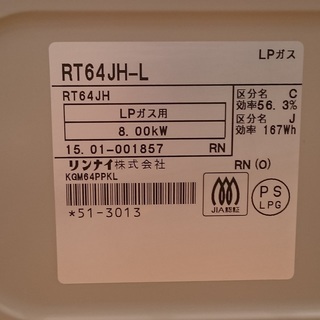 LPガス
RT64JH-L
RT64JH
LPガス用
8.00kW
区分名 C
効率56.3%
区分名 J
効率 167Wh
15.01-001857 RN
リンナイ株式会社 RN (O)
KGM64PPKL
*51-3013
JIA認証
PS
LPG